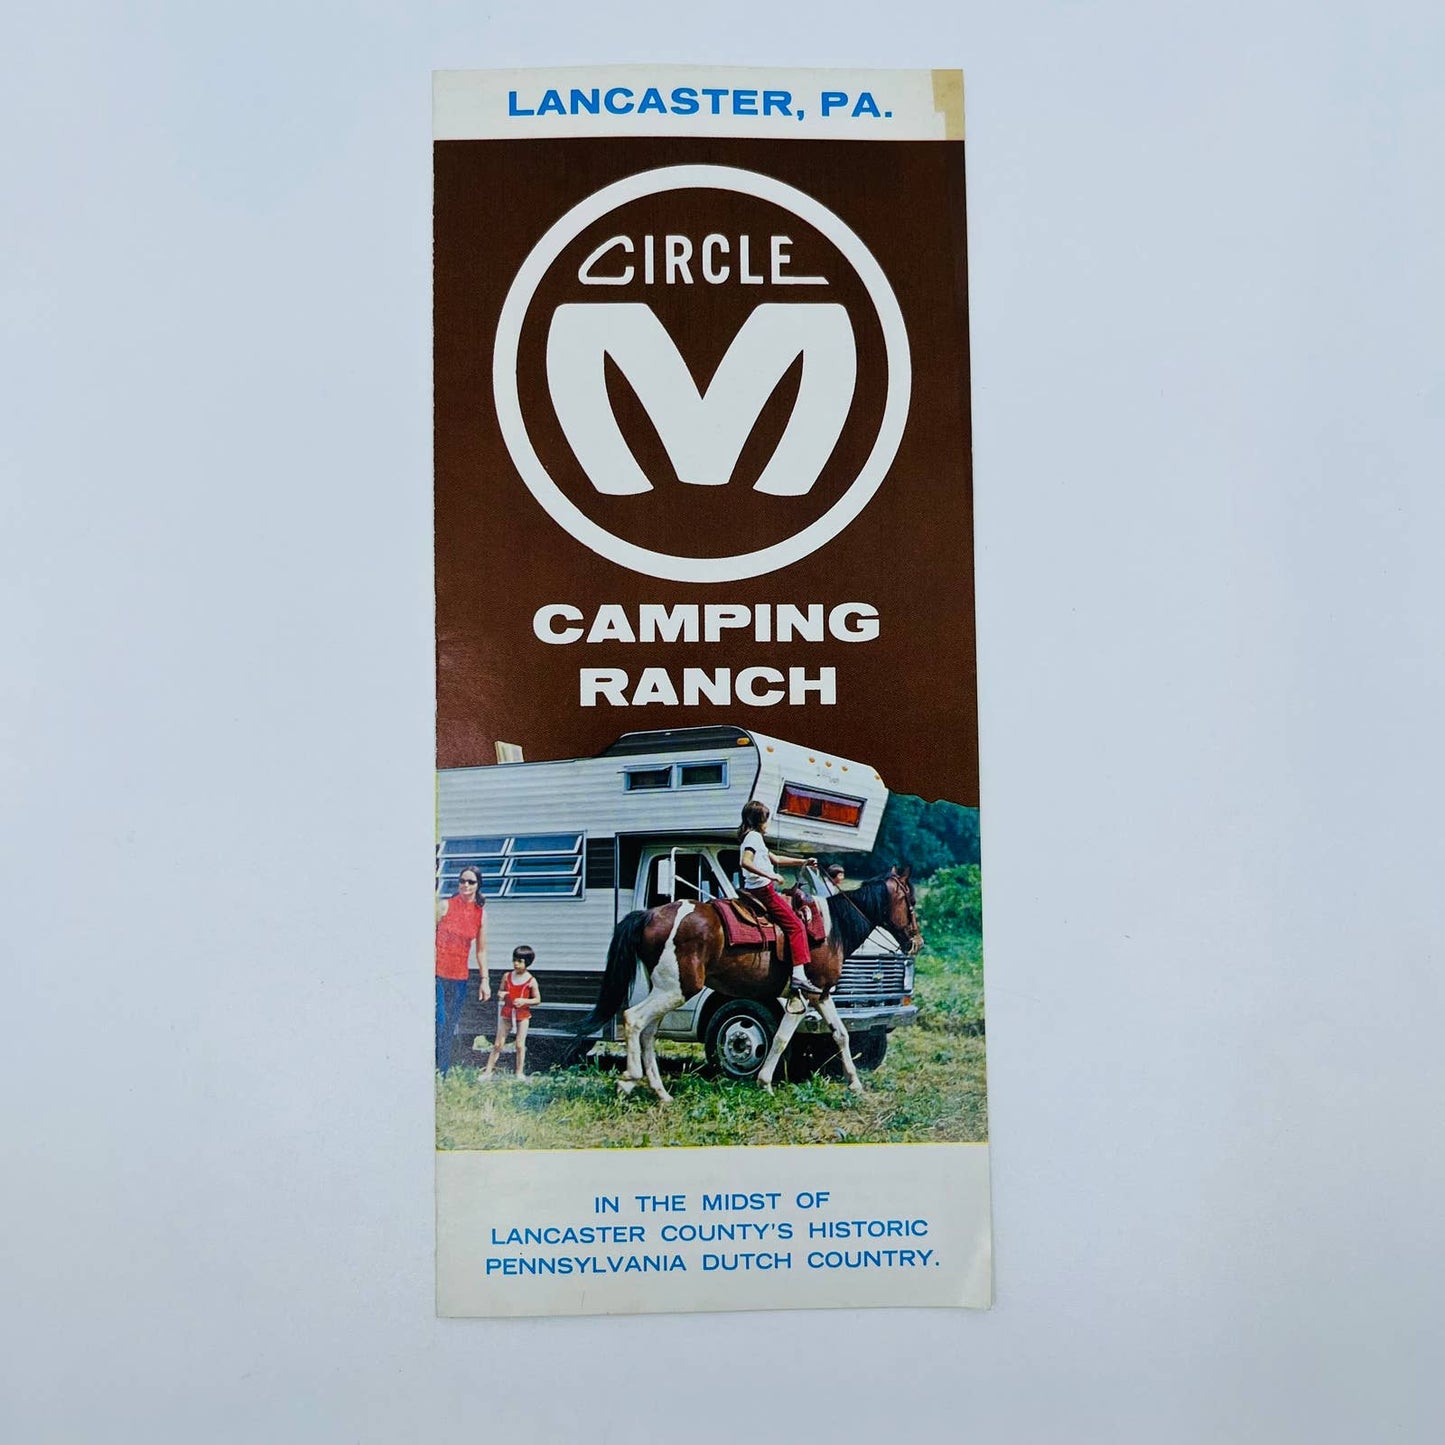 LANCASTER, PA.
CIRCLE
M
CAMPING
RANCH
IN THE MIDST OF
LANCASTER COUNTY'S HISTORIC
PENNSYLVANIA DUTCH COUNTRY.